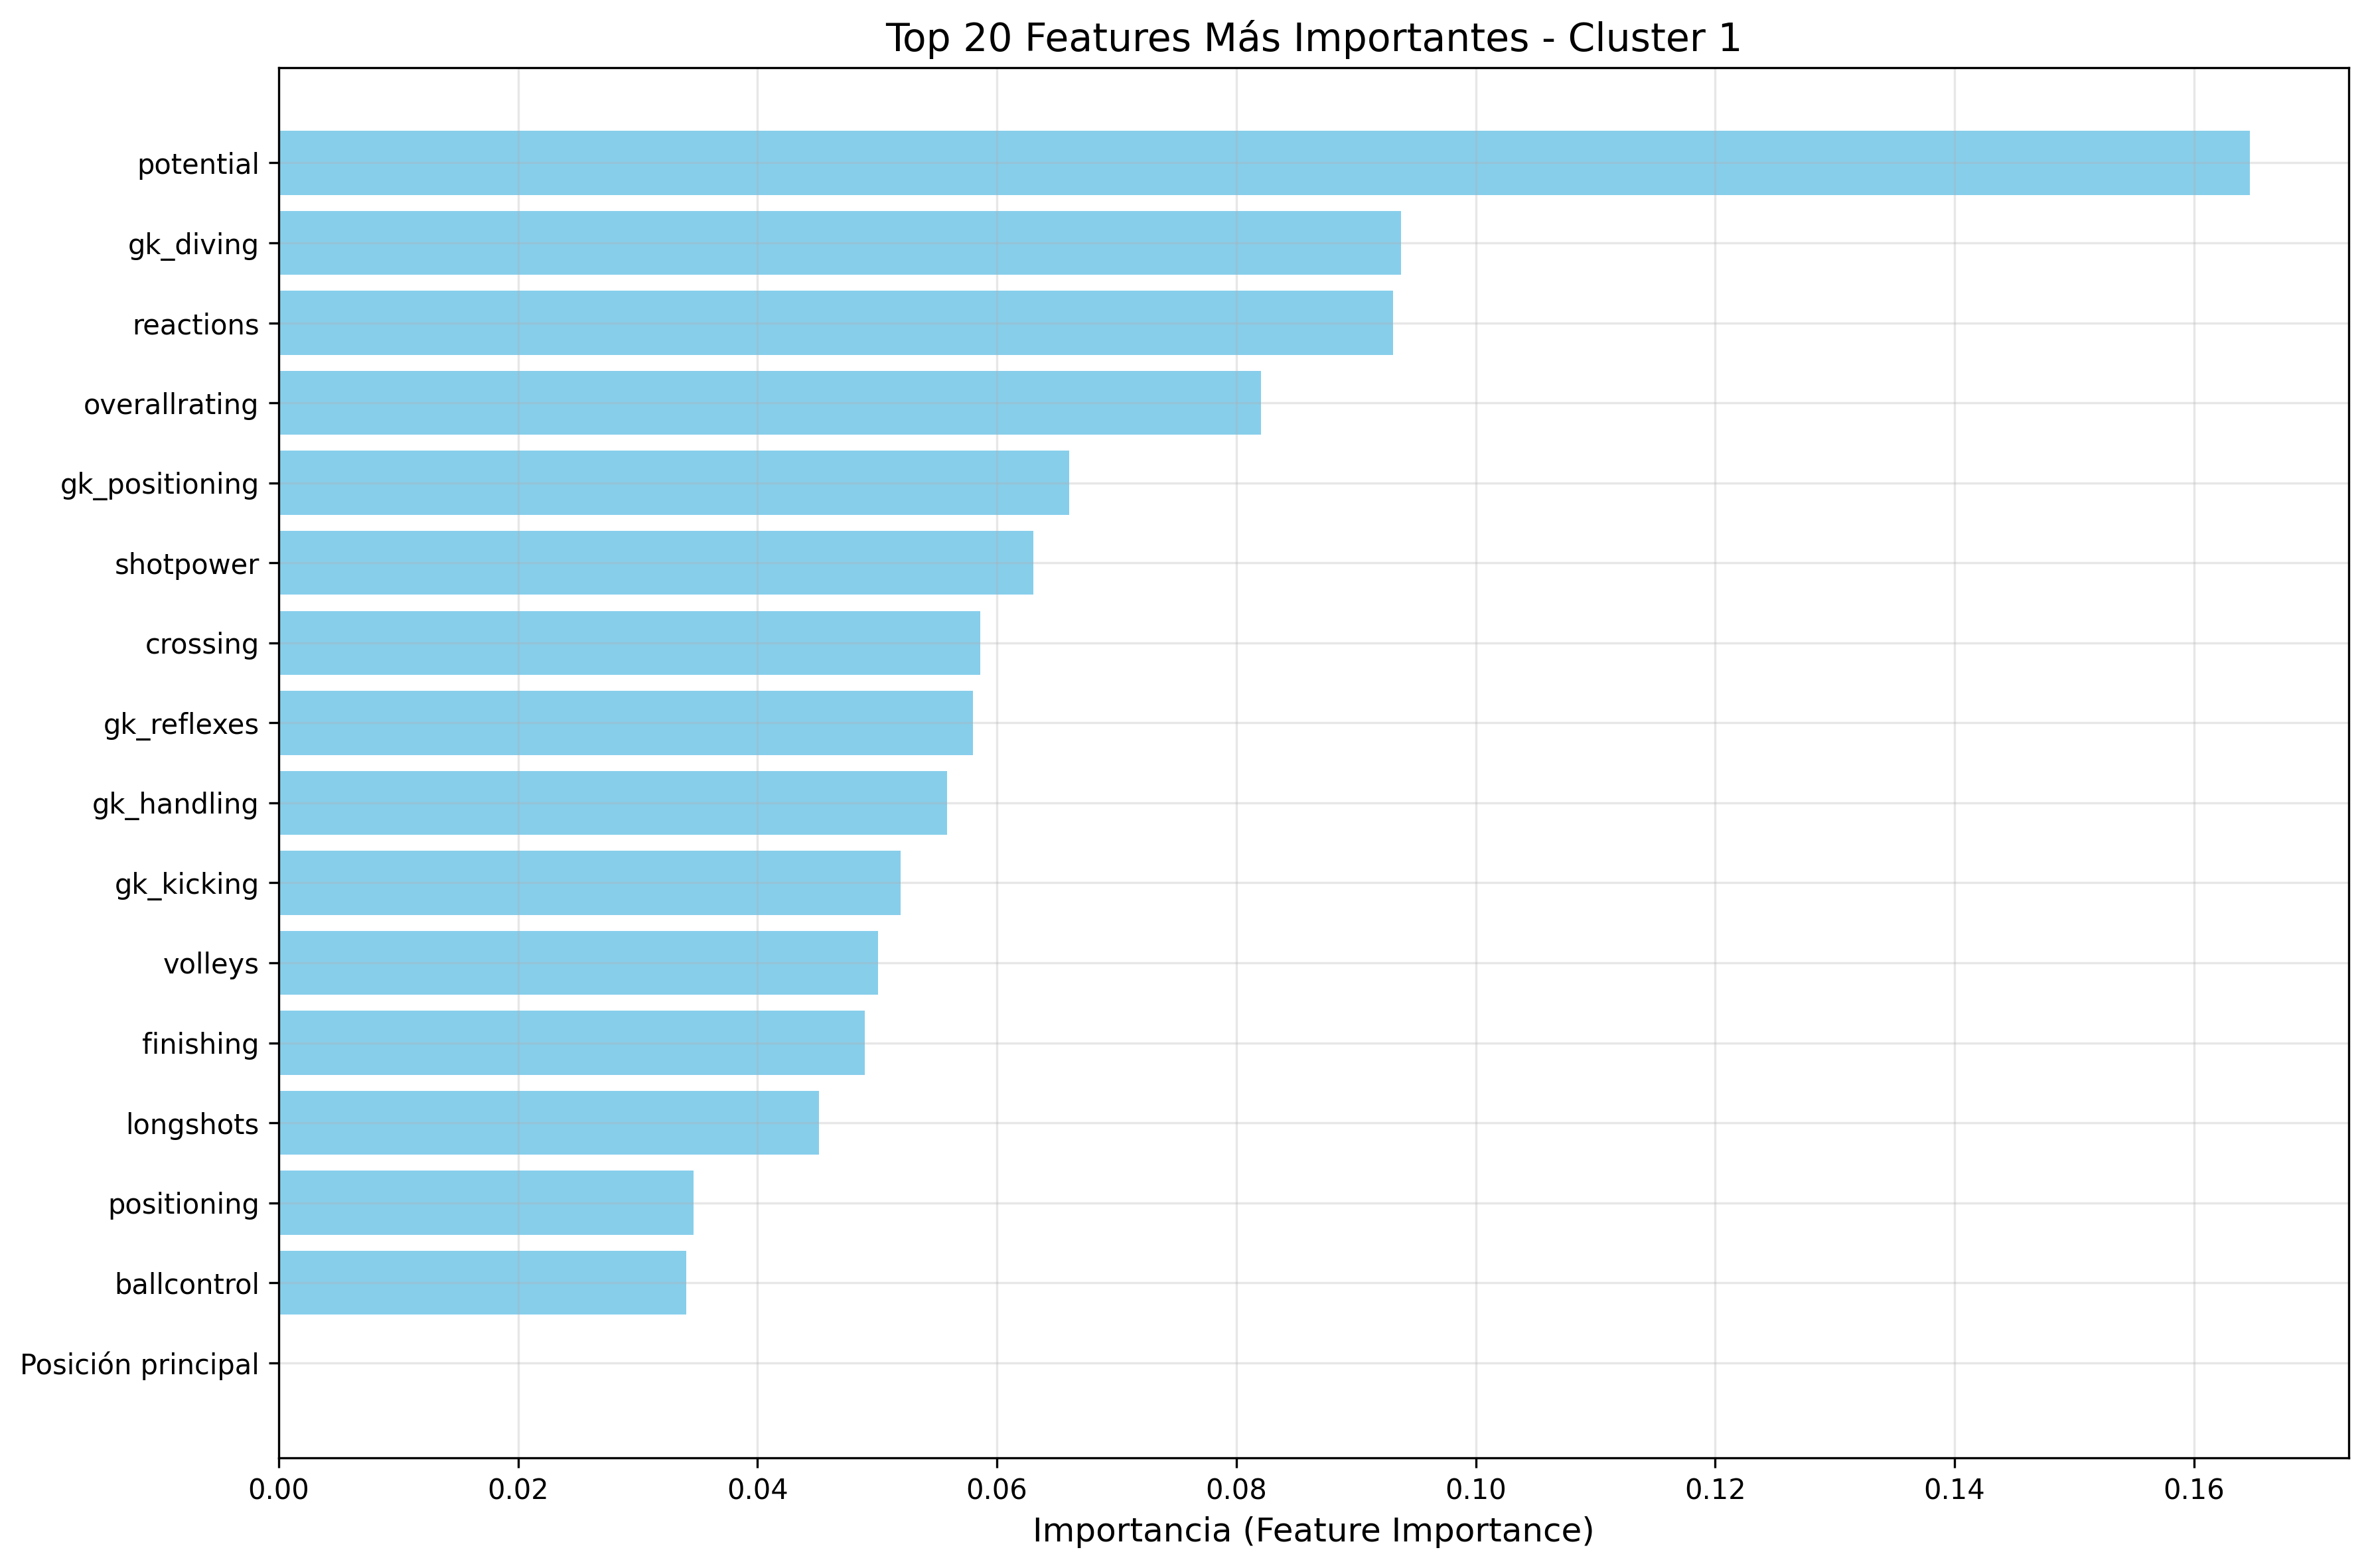 Top 20 Features Más Importantes - Cluster 1
potential
gk_diving
reactions
overallrating
gk_positioning
shotpower
crossing
gk_reflexes
gk_handling
gk_kicking
volleys
finishing
longshots
positioning
ballcontrol
Posición principal
0.00 0.02 0.04 0.06 0.08 0.10 0.12 0.14 0.16
Importancia (Feature Importance)